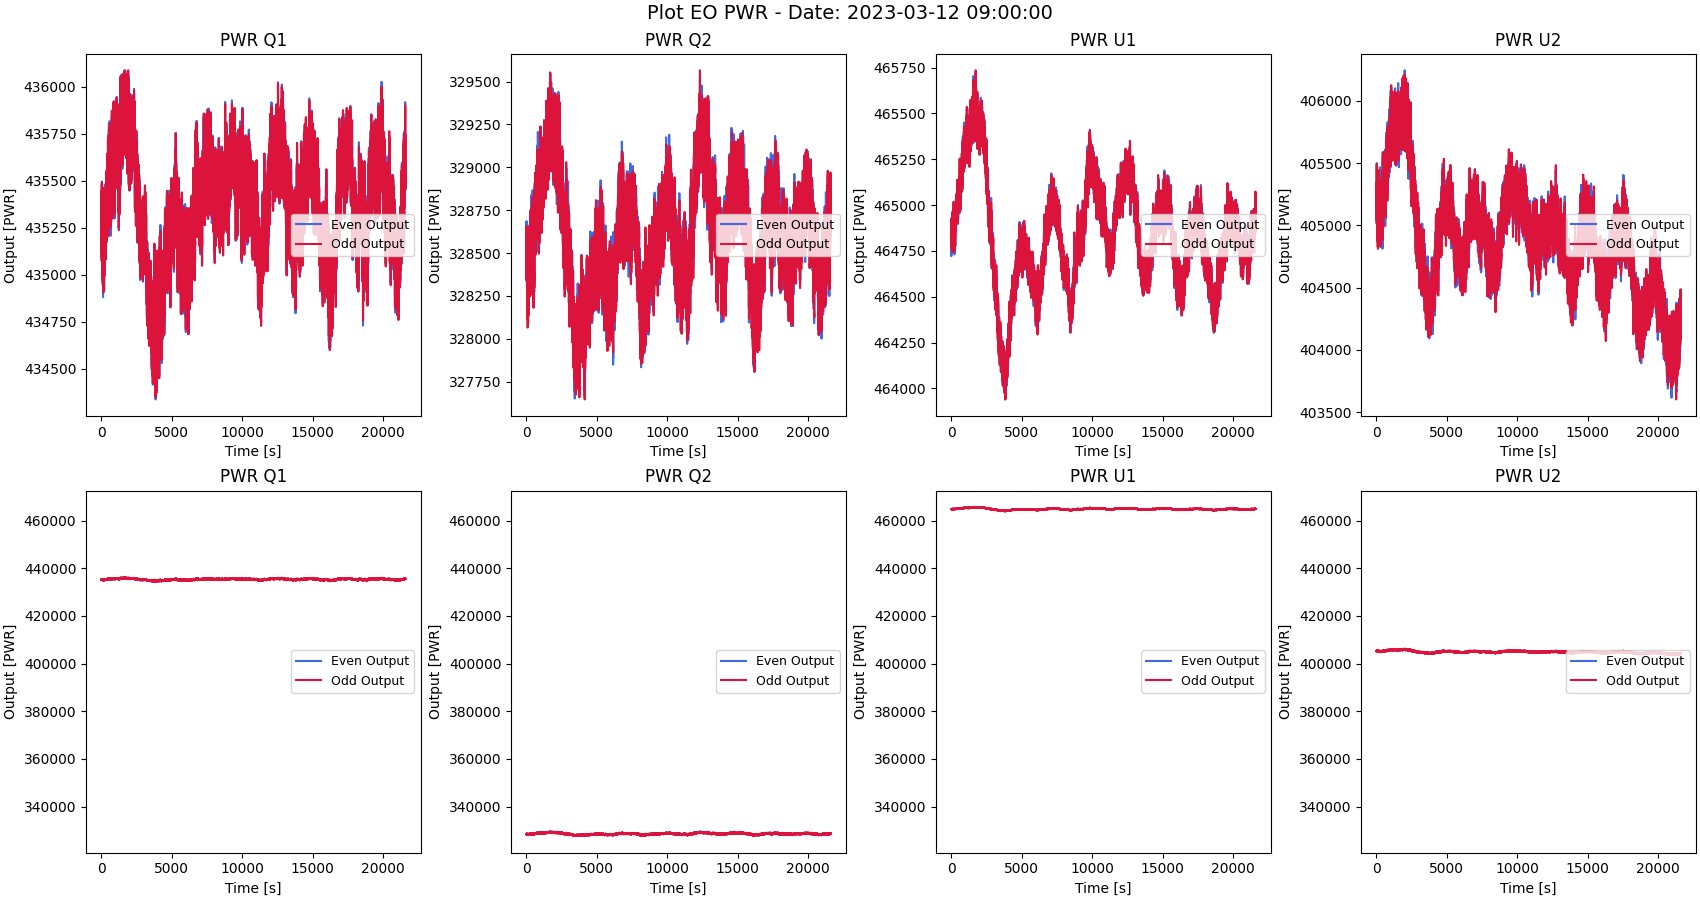 Plot EO PWR - Date: 2023-03-12 09:00:00
PWR Q1
Output [PWR]
436000
435750
435500
435250
435000
434750
434500
0 5000 10000 15000 20000
Time [s]
Even Output
Odd Output
PWR Q2
Output [PWR]
329500
329250
329000
328750
328500
328250
328000
327750
0 5000 10000 15000 20000
Time [s]
Even Output
Odd Output
PWR U1
Output [PWR]
465750
465500
465250
465000
464750
464500
464250
464000
0 5000 10000 15000 20000
Time [s]
Even Output
Odd Output
PWR U2
Output [PWR]
406000
405500
405000
404500
404000
403500
0 5000 10000 15000 20000
Time [s]
Even Output
Odd Output
PWR Q1
Output [PWR]
460000
440000
420000
400000
380000
360000
340000
0 5000 10000 15000 20000
Time [s]
Even Output
Odd Output
PWR Q2
Output [PWR]
460000
440000
420000
400000
380000
360000
340000
0 5000 10000 15000 20000
Time [s]
Even Output
Odd Output
PWR U1
Output [PWR]
460000
440000
420000
400000
380000
360000
340000
0 5000 10000 15000 20000
Time [s]
Even Output
Odd Output
PWR U2
Output [PWR]
460000
440000
420000
400000
380000
360000
340000
0 5000 10000 15000 20000
Time [s]
Even Output
Odd Output